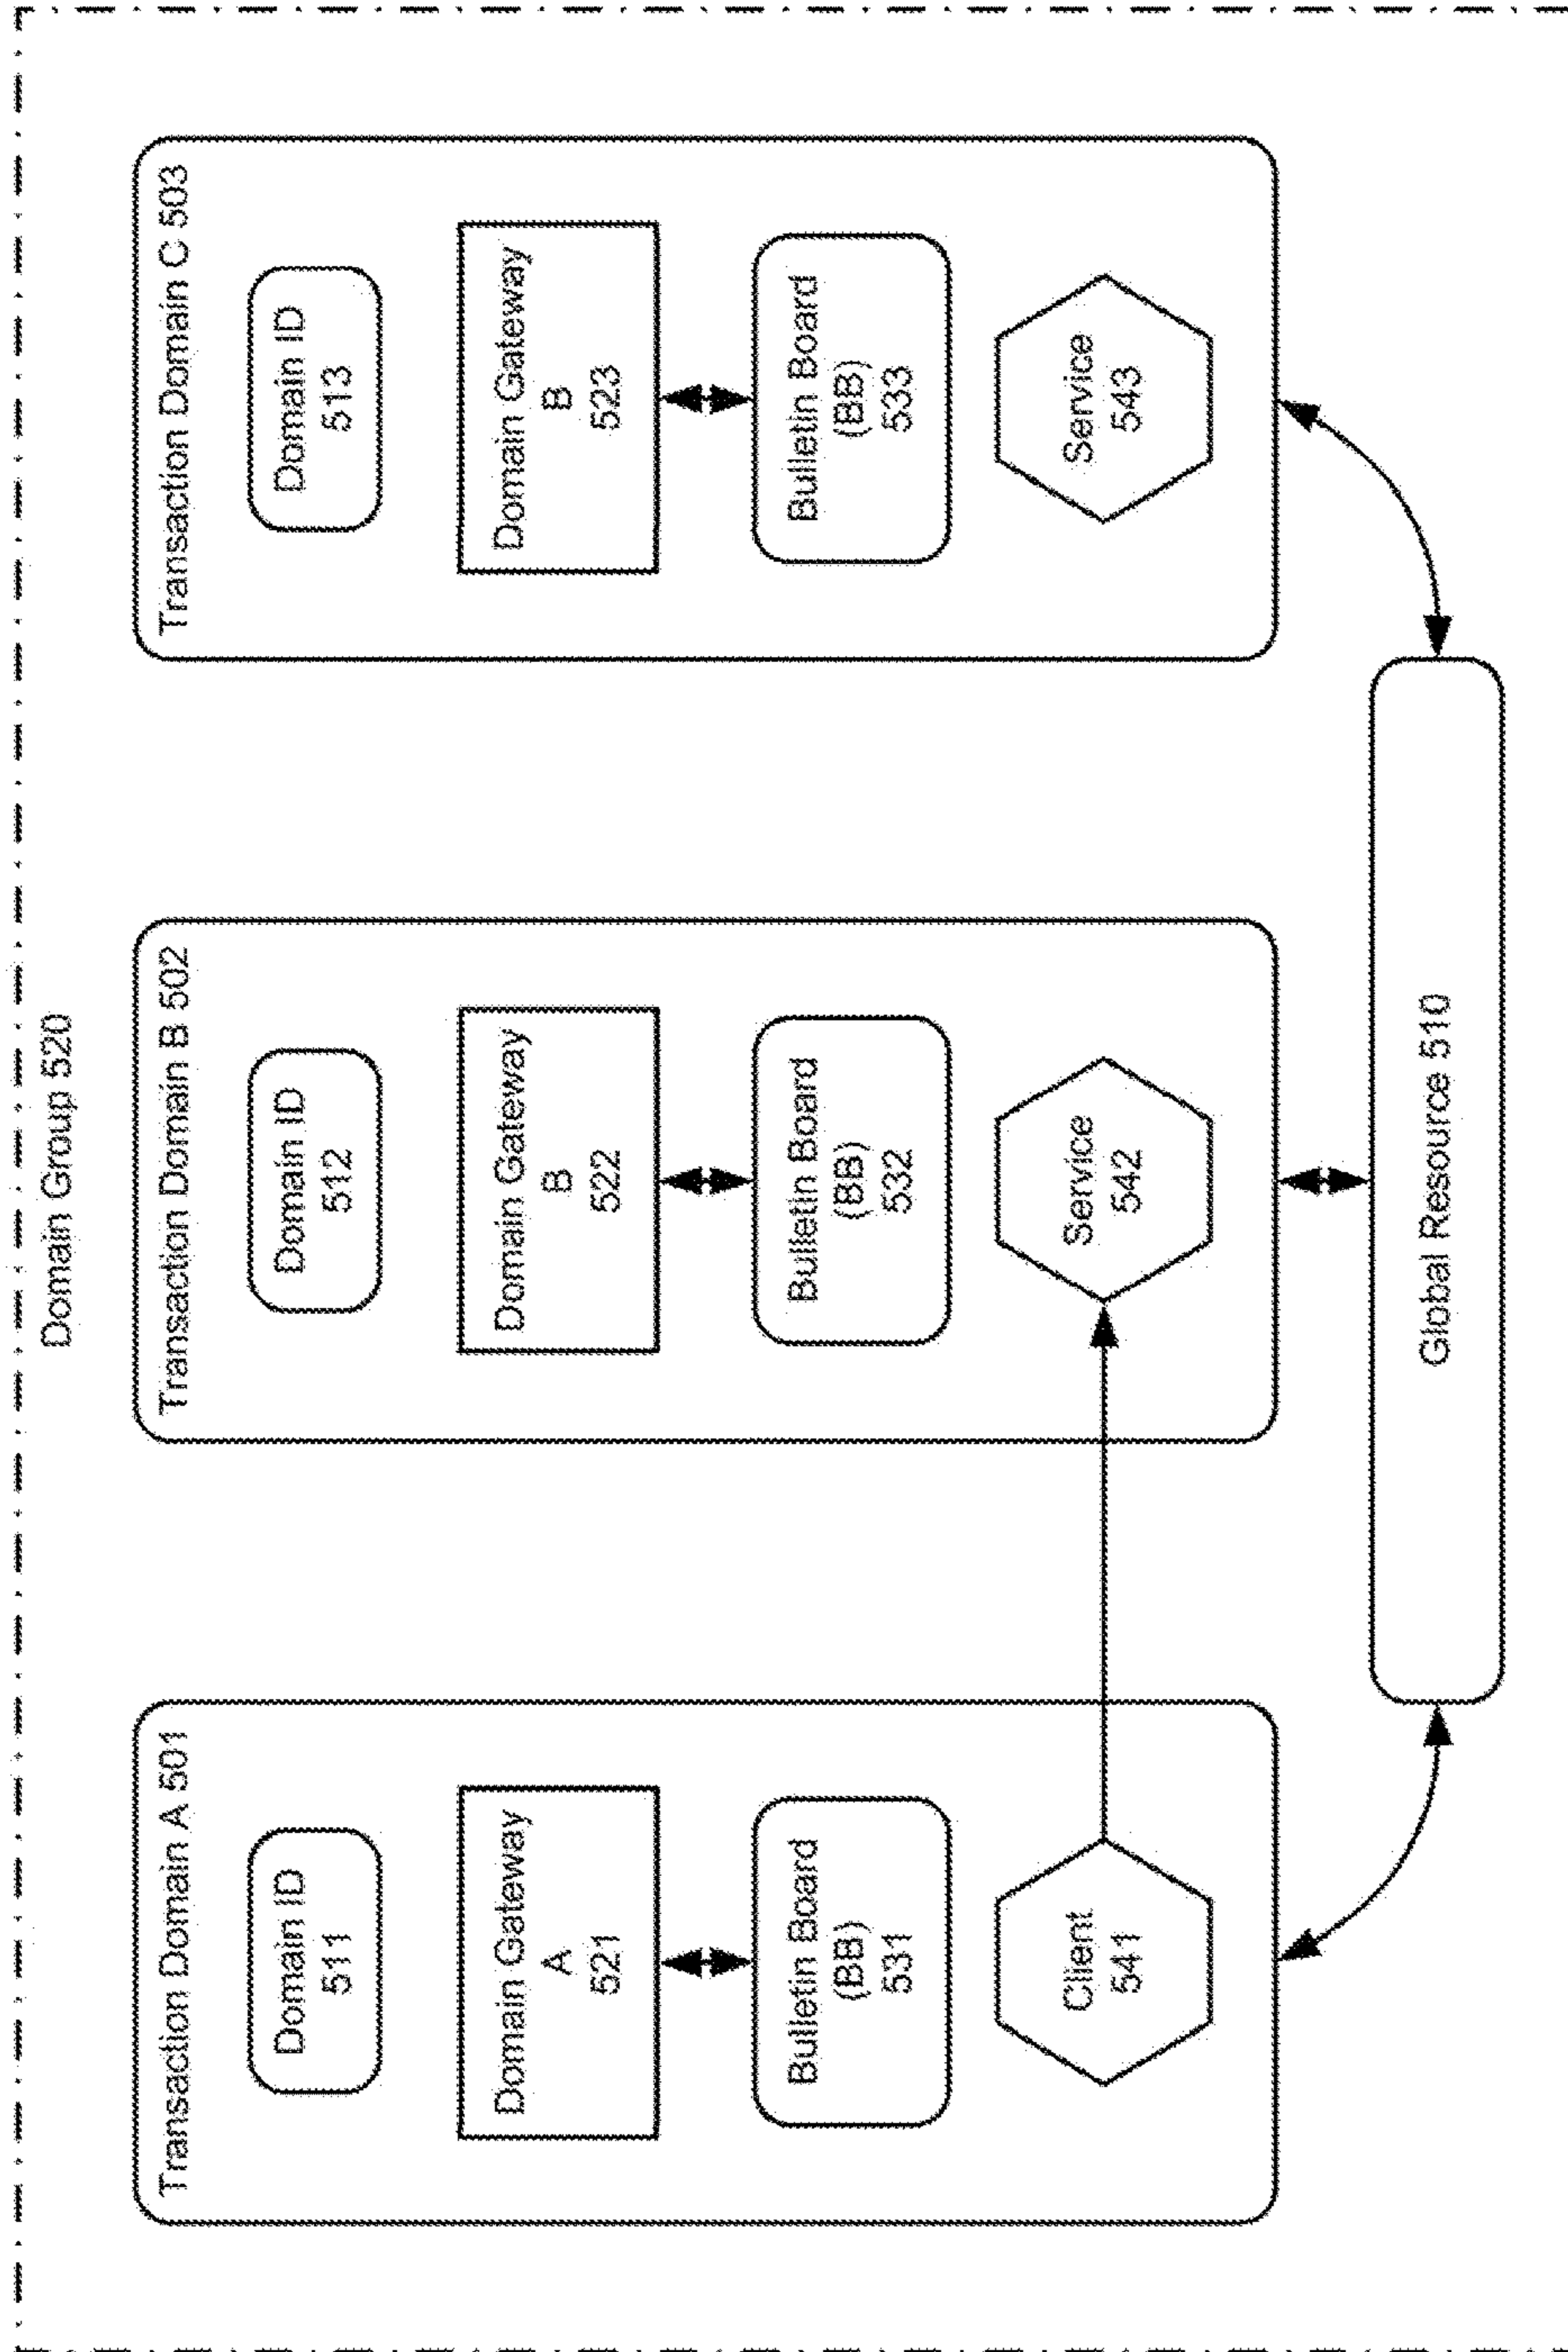 Domain Group 520
Transaction Domain A 501
Domain ID
511
Domain Gateway
A
521
Bulletin Board
(BB)
531
Client
541
Transaction Domain B 502
Domain ID
512
Domain Gateway
B
522
Bulletin Board
(BB)
532
Service
542
Transaction Domain C 503
Domain ID
513
Domain Gateway
B
523
Bulletin Board
(BB)
533
Service
543
Global Resource 510